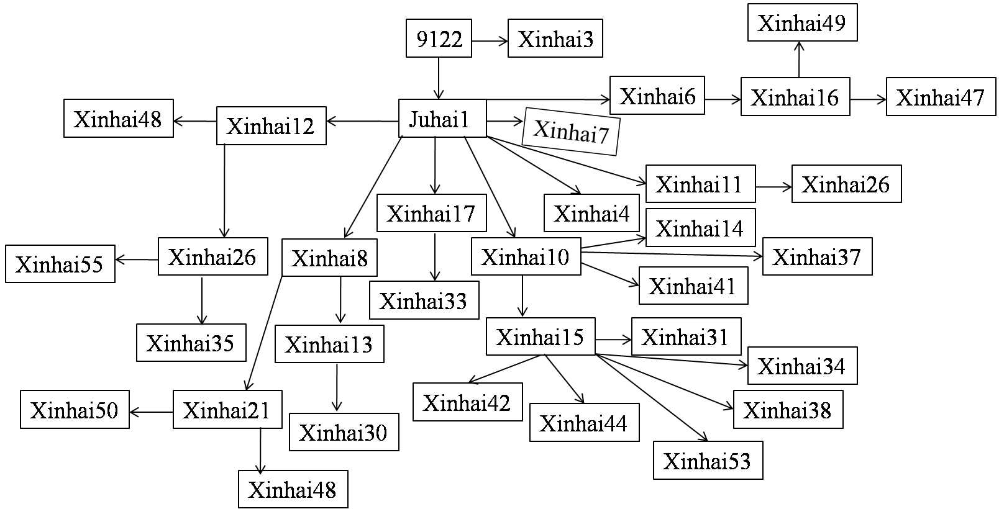 Xinhai49
9122
Xinhai3
Xinhai6
Xinhai16
Xinhai47
Xinhai48
Xinhai12
Juhai1
Xinhai7
Xinhai11
Xinhai26
Xinhai17
Xinhai4
Xinhai14
Xinhai55
Xinhai26
Xinhai8
Xinhai10
Xinhai37
Xinhai33
Xinhai41
Xinhai35
Xinhai13
Xinhai15
Xinhai31
Xinhai34
Xinhai50
Xinhai21
Xinhai30
Xinhai42
Xinhai44
Xinhai38
Xinhai53
Xinhai48